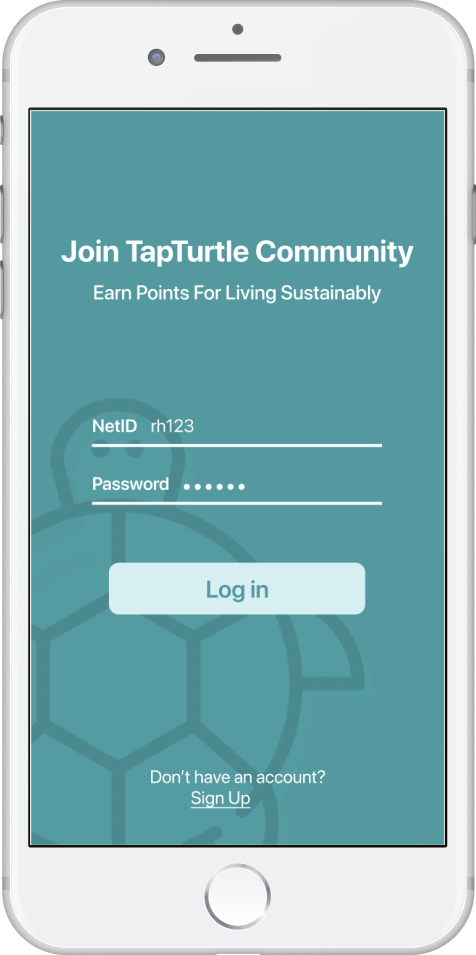 Join TapTurtle Community
Earn Points For Living Sustainably
NetID rh123
Password ••••••
Log in
Don't have an account?
Sign Up